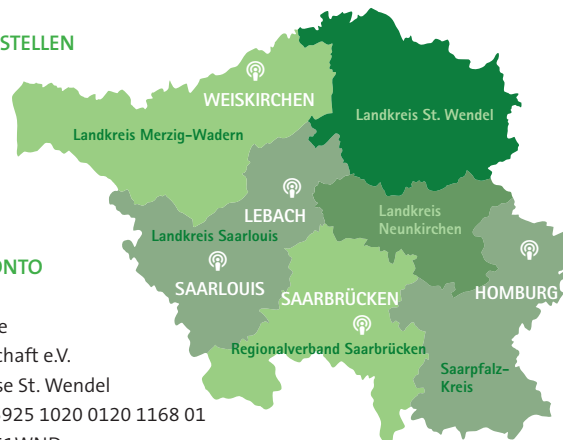 STELLEN
WEISKIRCHEN
Landkreis Merzig-Wadern
Landkreis St. Wendel
LEBACH
Landkreis
Neunkirchen
Landkreis Saarlouis
SAARLOUIS
SAARBRÜCKEN
HOMBURG
Regionalverband Saarbrücken
Saarpfalz-
Kreis
ONTO
e
chaft e.V.
se St. Wendel
5925 1020 0120 1168 01